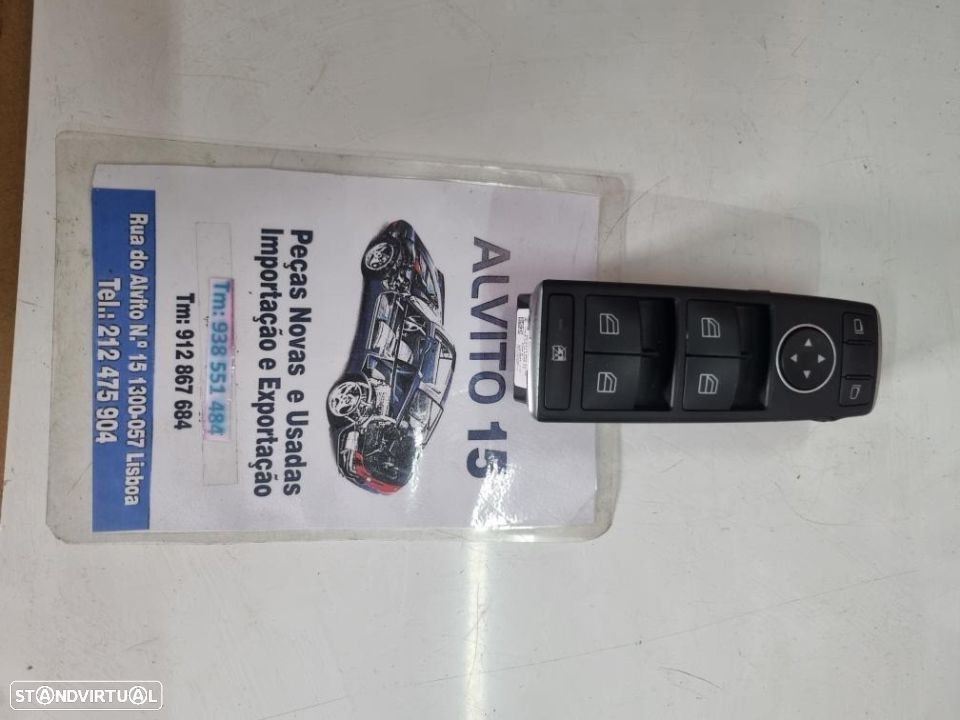 ALVITO 15
Peças Novas e Usadas
Importação e Exportação
Tm: 938 551 484
Tm: 912 867 684
Rua do Alvito N.º 15 1300-057 Lisboa
Tel.: 212 475 904
STANDVIRTUAL